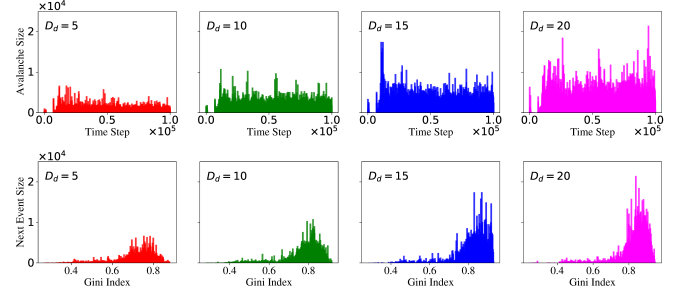 ×10⁴
D_d = 5
D_d = 10
D_d = 15
D_d = 20
Avalanche Size
2
1
0
0.0 0.5 1.0
0.0 0.5 1.0
0.0 0.5 1.0
0.0 0.5 1.0
Time Step ×10⁵
Time Step ×10⁵
Time Step ×10⁵
Time Step ×10⁵
×10⁴
D_d = 5
D_d = 10
D_d = 15
D_d = 20
Next Event Size
2
1
0
0.4 0.6 0.8
0.4 0.6 0.8
0.4 0.6 0.8
0.4 0.6 0.8
Gini Index
Gini Index
Gini Index
Gini Index